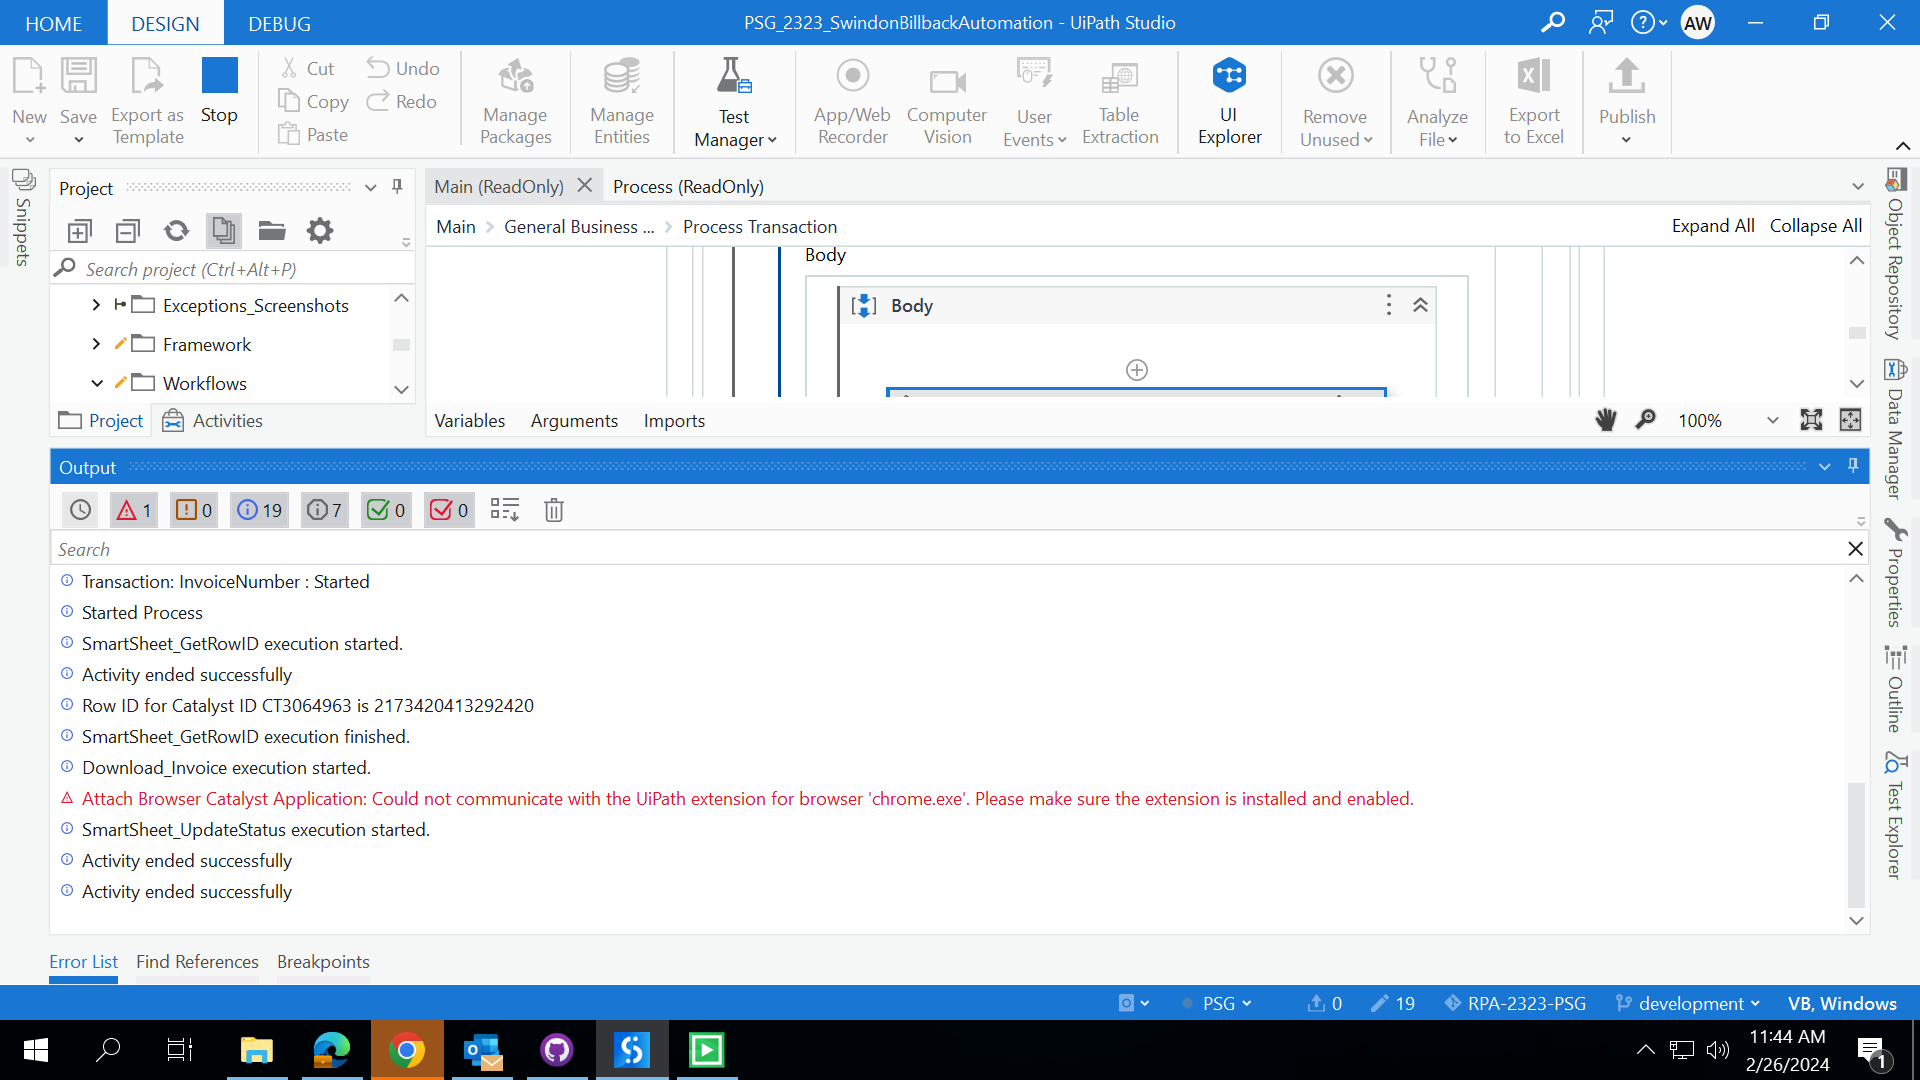 HOME DESIGN DEBUG PSG_2323_SwindonBillbackAutomation - UiPath Studio AW
New Save Export as Template Stop
Cut Copy Paste Undo Redo
Manage Packages Manage Entities Test Manager
App/Web Recorder Computer Vision User Events Table Extraction
UI Explorer Remove Unused Analyze File Export to Excel Publish
Snippets
Project
Search project (Ctrl+Alt+P)
Exceptions_Screenshots
Framework
Workflows
Project Activities
Main (ReadOnly) Process (ReadOnly)
Main General Business ... Process Transaction Expand All Collapse All
Body
Body
Variables Arguments Imports 100%
Object Repository
Data Manager
Properties
Outline
Test Explorer
Output
1 0 19 7 0 0
Search
Transaction: InvoiceNumber : Started
Started Process
SmartSheet_GetRowID execution started.
Activity ended successfully
Row ID for Catalyst ID CT3064963 is 2173420413292420
SmartSheet_GetRowID execution finished.
Download_Invoice execution started.
Attach Browser Catalyst Application: Could not communicate with the UiPath extension for browser 'chrome.exe'. Please make sure the extension is installed and enabled.
SmartSheet_UpdateStatus execution started.
Activity ended successfully
Activity ended successfully
Error List Find References Breakpoints
PSG 0 19 RPA-2323-PSG development VB, Windows
11:44 AM
2/26/2024
1